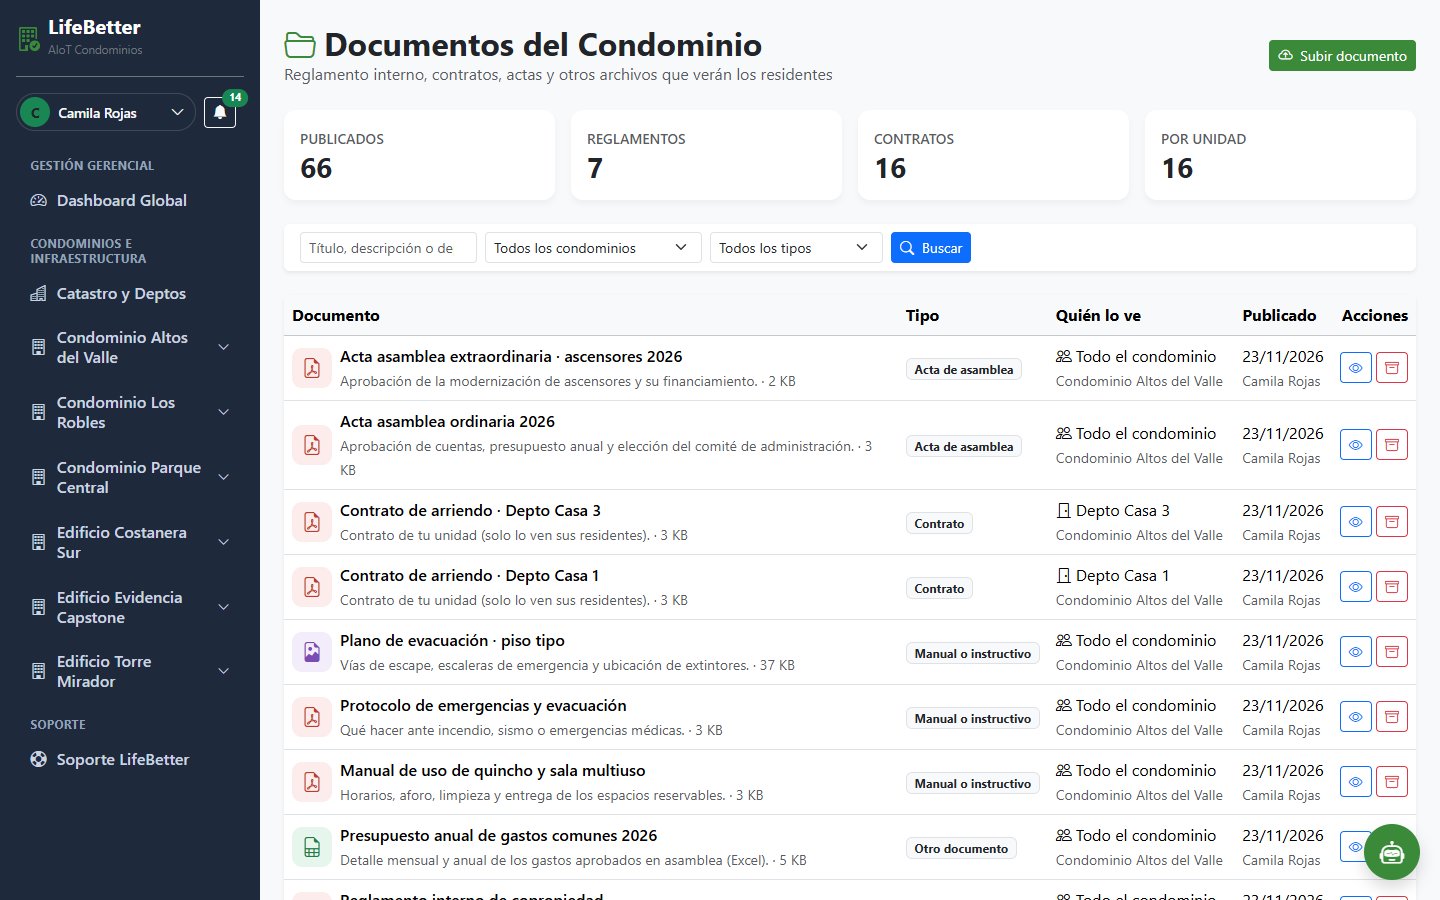 LifeBetter
AIoT Condominios
C
Camila Rojas
14
GESTIÓN GERENCIAL
Dashboard Global
CONDOMINIOS E
INFRAESTRUCTURA
Catastro y Deptos
Condominio Altos
del Valle
Condominio Los
Robles
Condominio Parque
Central
Edificio Costanera
Sur
Edificio Evidencia
Capstone
Edificio Torre
Mirador
SOPORTE
Soporte LifeBetter
Documentos del Condominio
Reglamento interno, contratos, actas y otros archivos que verán los residentes
Subir documento
PUBLICADOS
66
REGLAMENTOS
7
CONTRATOS
16
POR UNIDAD
16
Título, descripción o de
Todos los condominios
Todos los tipos
Buscar
Documento Tipo Quién lo ve Publicado Acciones
Acta asamblea extraordinaria · ascensores 2026
Aprobación de la modernización de ascensores y su financiamiento. · 2 KB
Acta de asamblea
Todo el condominio
Condominio Altos del Valle
23/11/2026
Camila Rojas
Acta asamblea ordinaria 2026
Aprobación de cuentas, presupuesto anual y elección del comité de administración. · 3
KB
Acta de asamblea
Todo el condominio
Condominio Altos del Valle
23/11/2026
Camila Rojas
Contrato de arriendo · Depto Casa 3
Contrato de tu unidad (solo lo ven sus residentes). · 3 KB
Contrato
Depto Casa 3
Condominio Altos del Valle
23/11/2026
Camila Rojas
Contrato de arriendo · Depto Casa 1
Contrato de tu unidad (solo lo ven sus residentes). · 3 KB
Contrato
Depto Casa 1
Condominio Altos del Valle
23/11/2026
Camila Rojas
Plano de evacuación · piso tipo
Vías de escape, escaleras de emergencia y ubicación de extintores. · 37 KB
Manual o instructivo
Todo el condominio
Condominio Altos del Valle
23/11/2026
Camila Rojas
Protocolo de emergencias y evacuación
Qué hacer ante incendio, sismo o emergencias médicas. · 3 KB
Manual o instructivo
Todo el condominio
Condominio Altos del Valle
23/11/2026
Camila Rojas
Manual de uso de quincho y sala multiuso
Horarios, aforo, limpieza y entrega de los espacios reservables. · 3 KB
Manual o instructivo
Todo el condominio
Condominio Altos del Valle
23/11/2026
Camila Rojas
Presupuesto anual de gastos comunes 2026
Detalle mensual y anual de los gastos aprobados en asamblea (Excel). · 5 KB
Otro documento
Todo el condominio
Condominio Altos del Valle
23/11/2026
Camila Rojas
Reglamento interno de copropiedad
Todo el condominio
23/11/2026